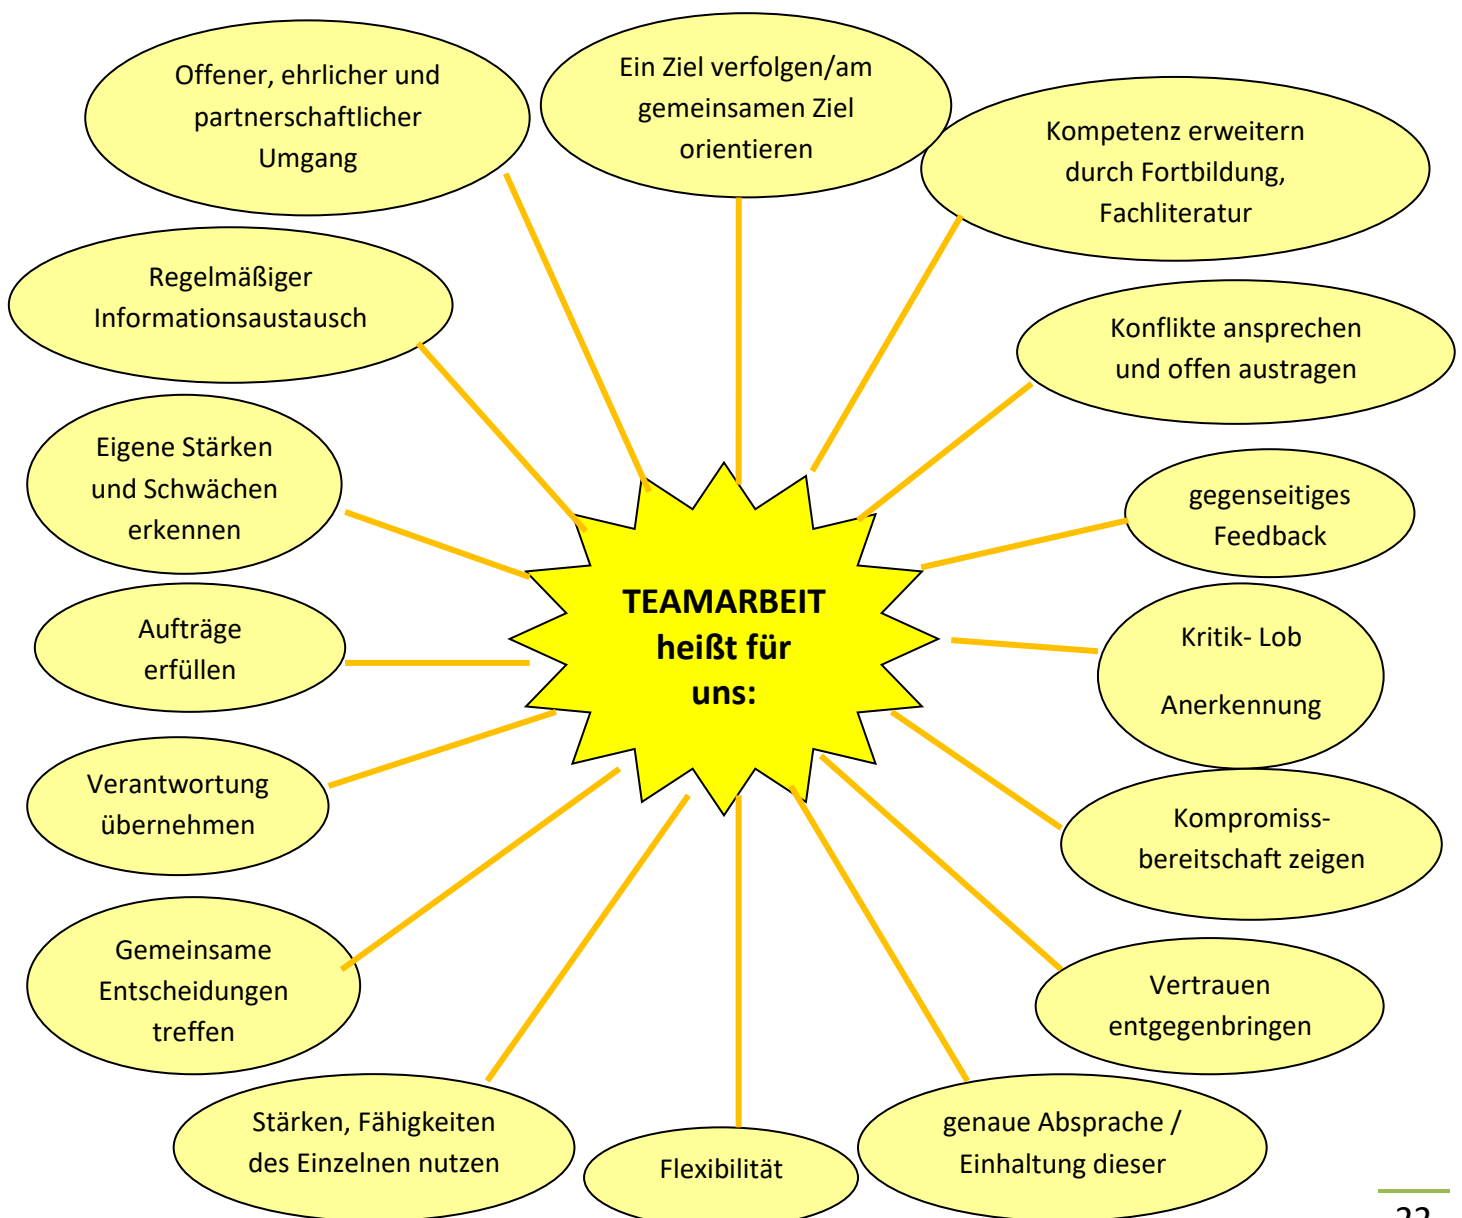 Offener, ehrlicher und
partnerschaftlicher
Umgang
Ein Ziel verfolgen/am
gemeinsamen Ziel
orientieren
Kompetenz erweitern
durch Fortbildung,
Fachliteratur
Regelmäßiger
Informationsaustausch
Konflikte ansprechen
und offen austragen
Eigene Stärken
und Schwächen
erkennen
gegenseitiges
Feedback
TEAMARBEIT
heißt für
uns:
Aufträge
erfüllen
Kritik- Lob
Anerkennung
Verantwortung
übernehmen
Kompromiss-
bereitschaft zeigen
Gemeinsame
Entscheidungen
treffen
Vertrauen
entgegenbringen
Stärken, Fähigkeiten
des Einzelnen nutzen
Flexibilität
genaue Absprache /
Einhaltung dieser
22